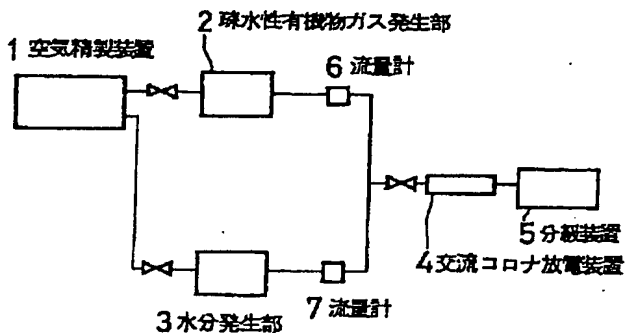 1 空気精製装置
2 疎水性有機物ガス発生部
6 流量計
5 分級装置
4 交流コロナ放電装置
7 流量計
3 水分発生部